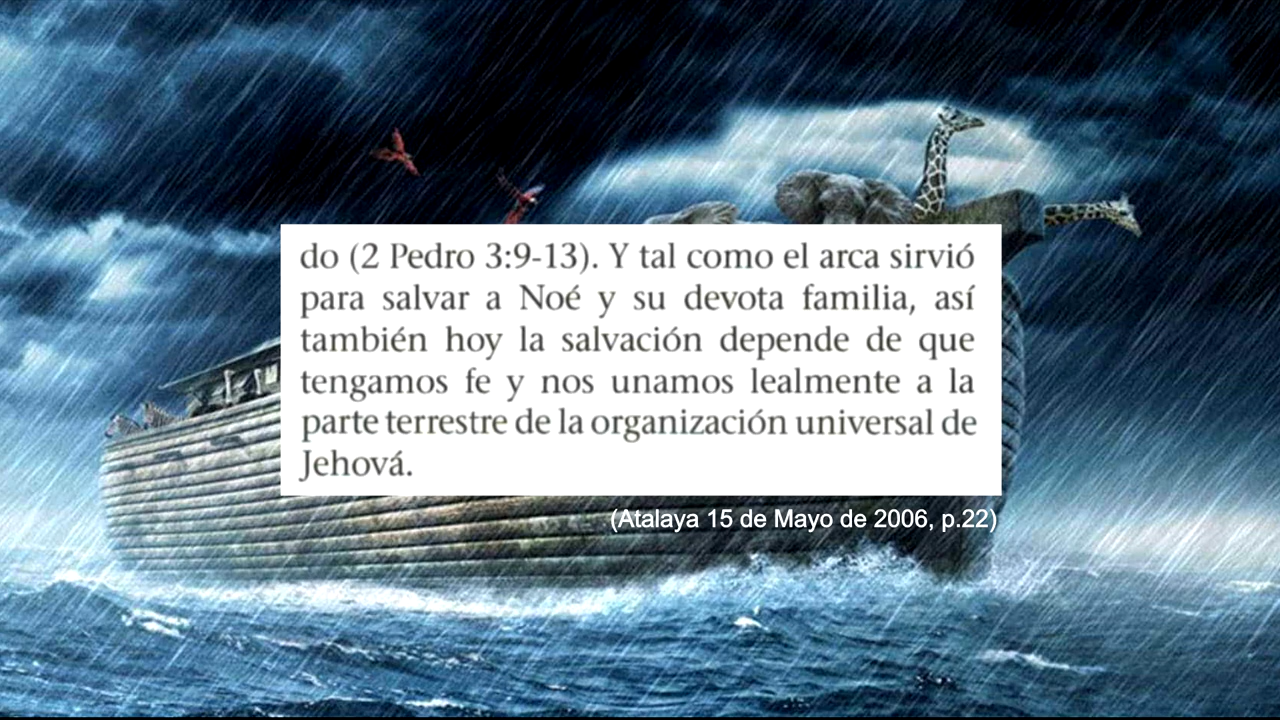 do (2 Pedro 3:9-13). Y tal como el arca sirvió
para salvar a Noé y su devota familia, así
también hoy la salvación depende de que
tengamos fe y nos unamos lealmente a la
parte terrestre de la organización universal de
Jehová.
(Atalaya 15 de Mayo de 2006, p.22)